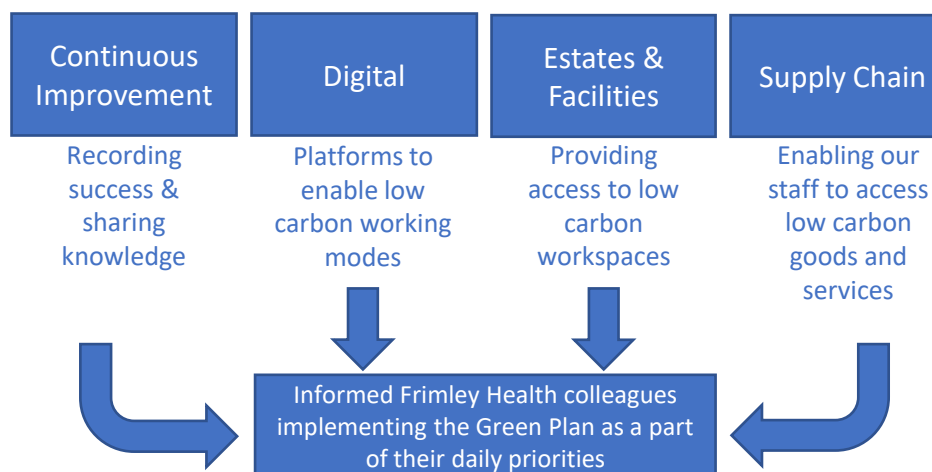 Continuous
Improvement
Digital
Estates &
Facilities
Supply Chain
Recording
success &
sharing
knowledge
Platforms to
enable low
carbon working
modes
Providing
access to low
carbon
workspaces
Enabling our
staff to access
low carbon
goods and
services
Informed Frimley Health colleagues
implementing the Green Plan as a part
of their daily priorities